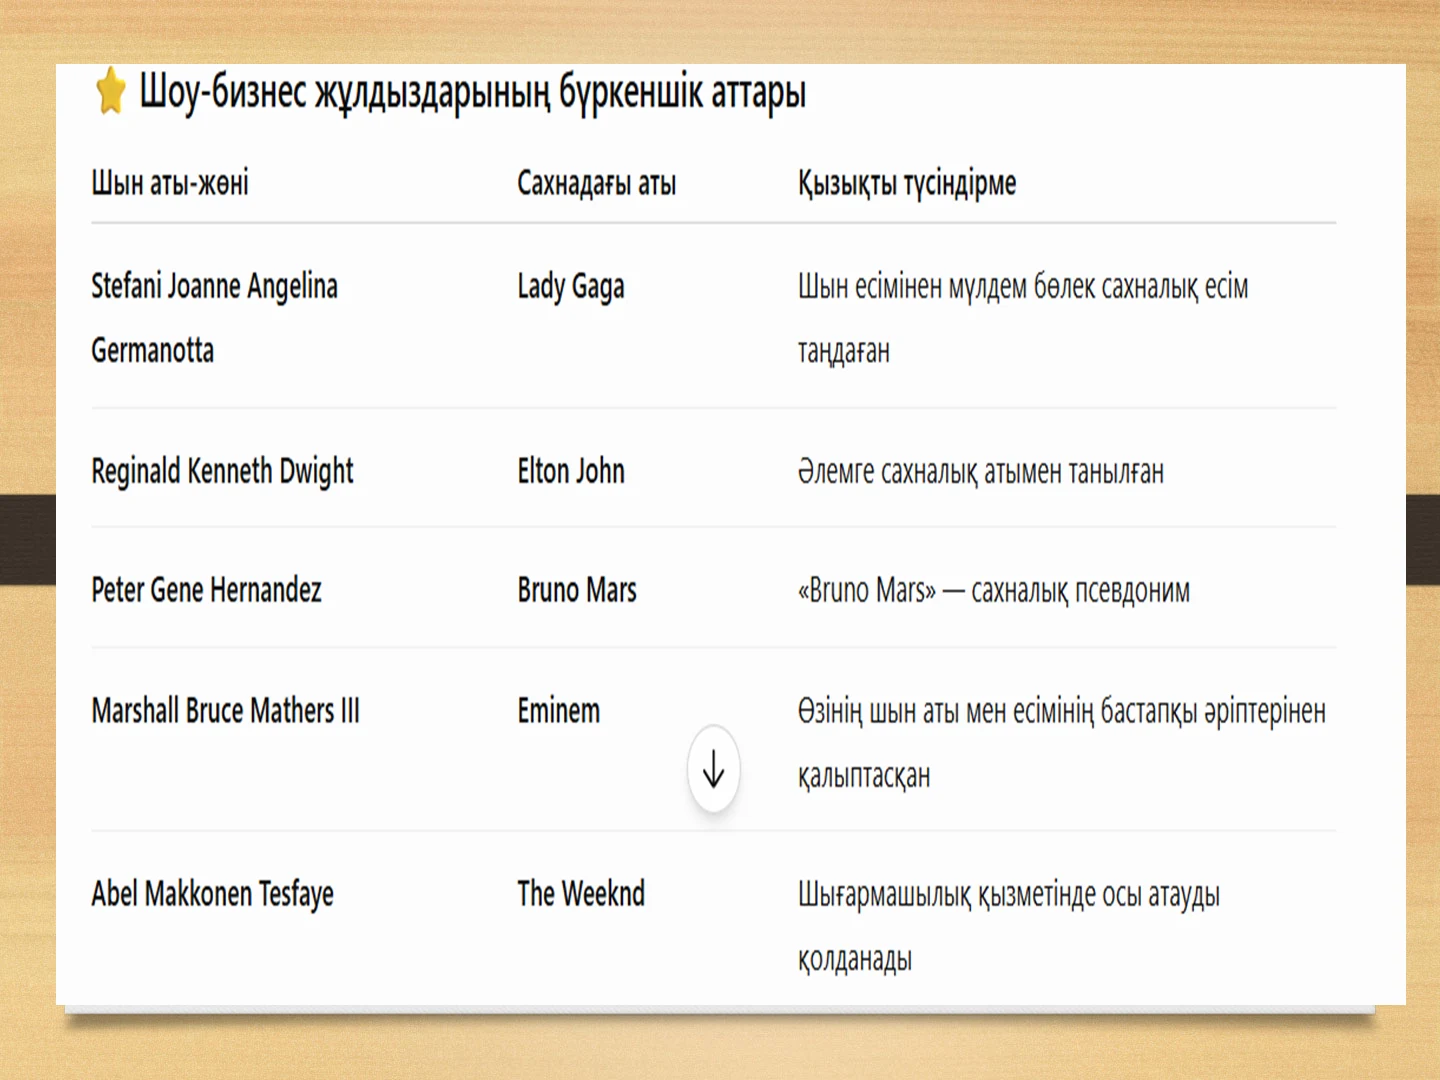 Шоу-бизнес жұлдыздарының бүркеншік аттары
Шын аты-жөні Сахнадағы аты Қызықты түсіндірме
Stefani Joanne Angelina Lady Gaga Шын есімінен мүлдем бөлек сахналық есім
Germanotta таңдаған
Reginald Kenneth Dwight Elton John Әлемге сахналық атымен танылған
Peter Gene Hernandez Bruno Mars «Bruno Mars» — сахналық псевдоним
Marshall Bruce Mathers III Eminem Өзінің шын аты мен есімінің бастапқы әріптерінен
қалыптасқан
Abel Makkonen Tesfaye The Weeknd Шығармашылық қызметінде осы атауды
қолданады